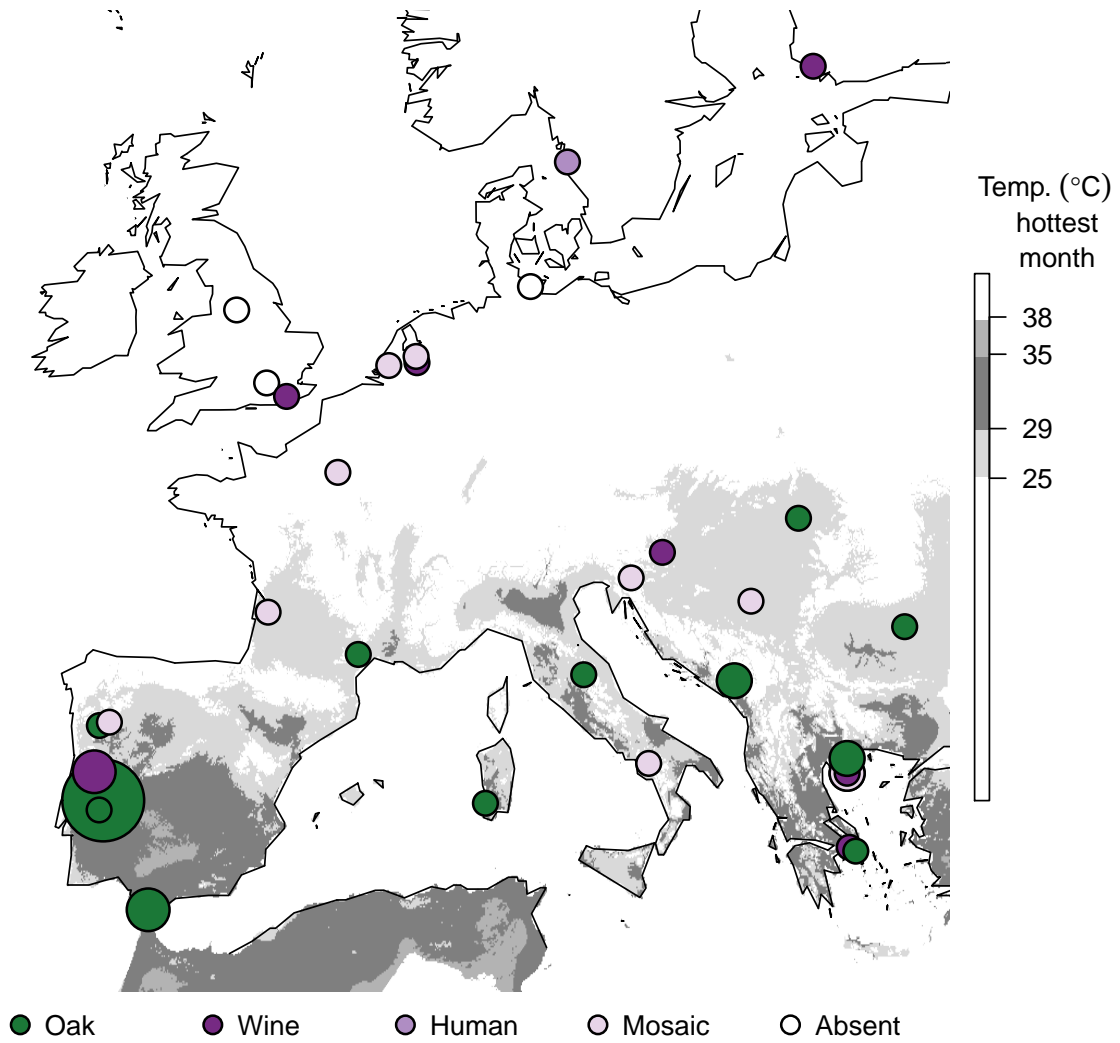 Temp. (°C)
hottest
month
38
35
29
25
Oak
Wine
Human
Mosaic
Absent